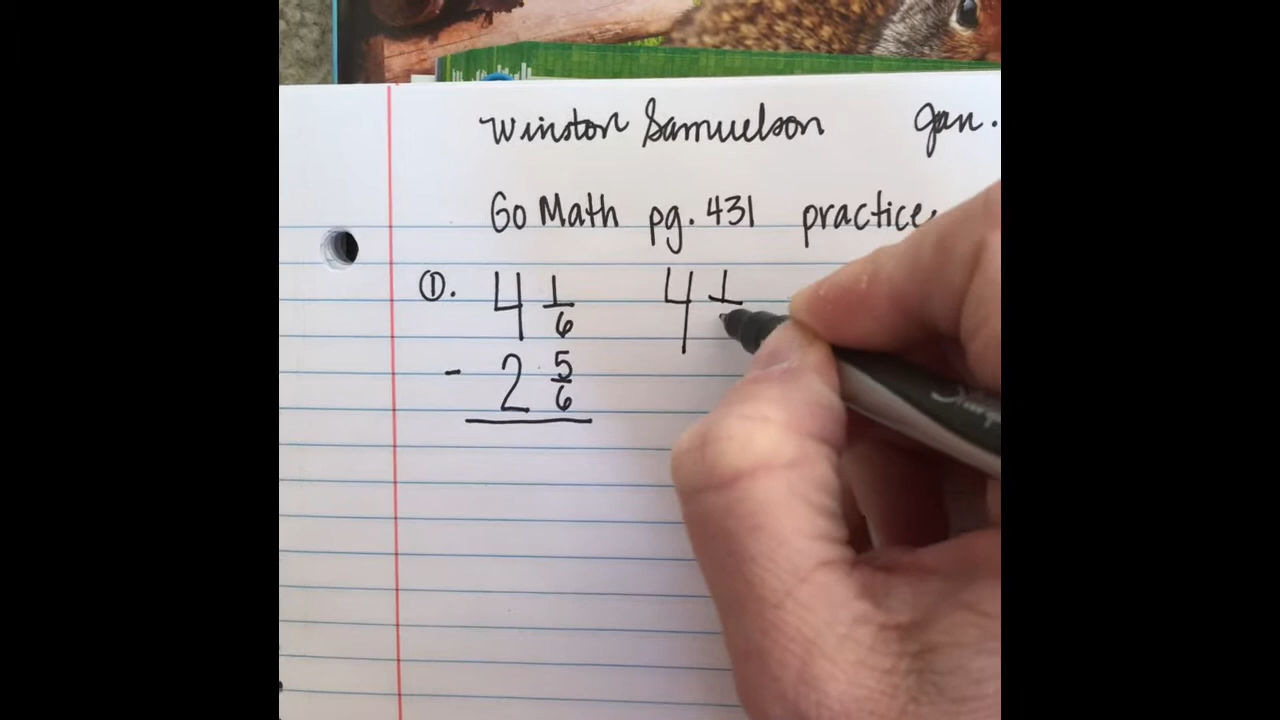 Winston Samuelson Jan.
Go Math pg. 431 practice
①. 4 1/6 4 1
- 2 5/6